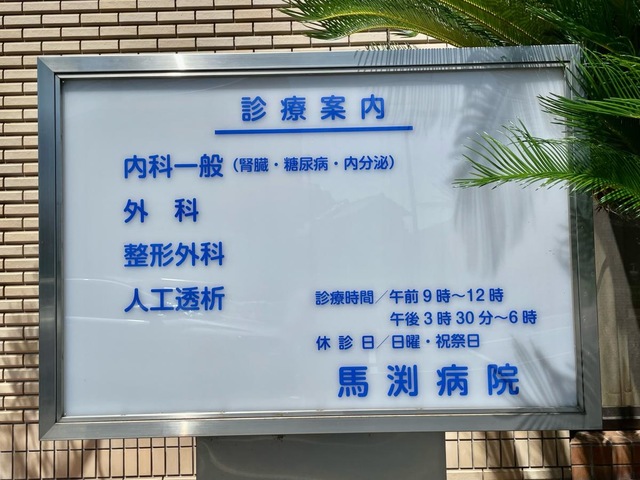 診療案内
内科一般（腎臓・糖尿病・内分泌）
外 科
整形外科
人工透析
診療時間／午前9時～12時
午後3時30分～6時
休診日／日曜・祝祭日
馬渕病院